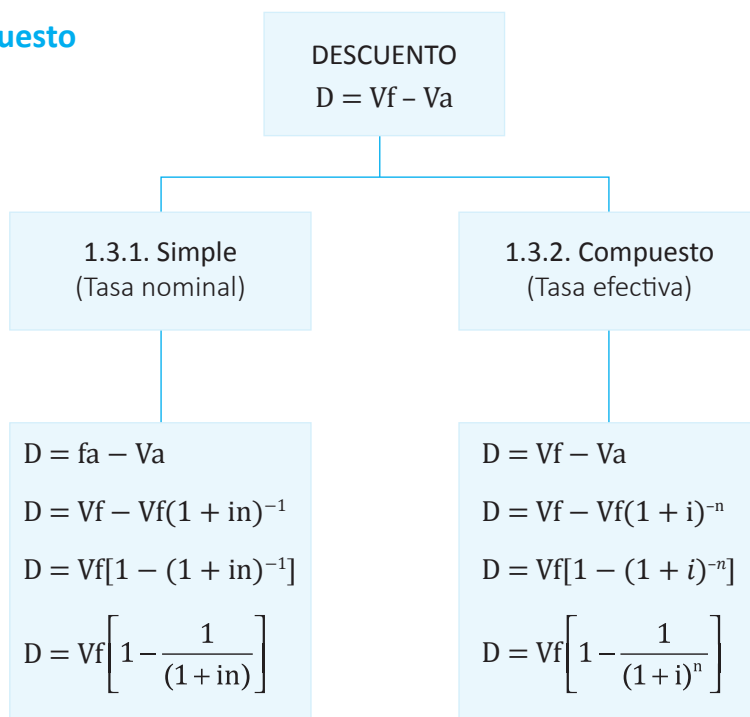 uesto
DESCUENTO
D = Vf – Va
1.3.1. Simple
(Tasa nominal)
1.3.2. Compuesto
(Tasa efectiva)
D = fa − Va
D = Vf − Vf(1 + in)⁻¹
D = Vf[1 − (1 + in)⁻¹]
D = Vf[1 − 1/(1 + in)]
D = Vf − Va
D = Vf − Vf(1 + i)⁻ⁿ
D = Vf[1 − (1 + i)⁻ⁿ]
D = Vf[1 − 1/(1 + i)ⁿ]